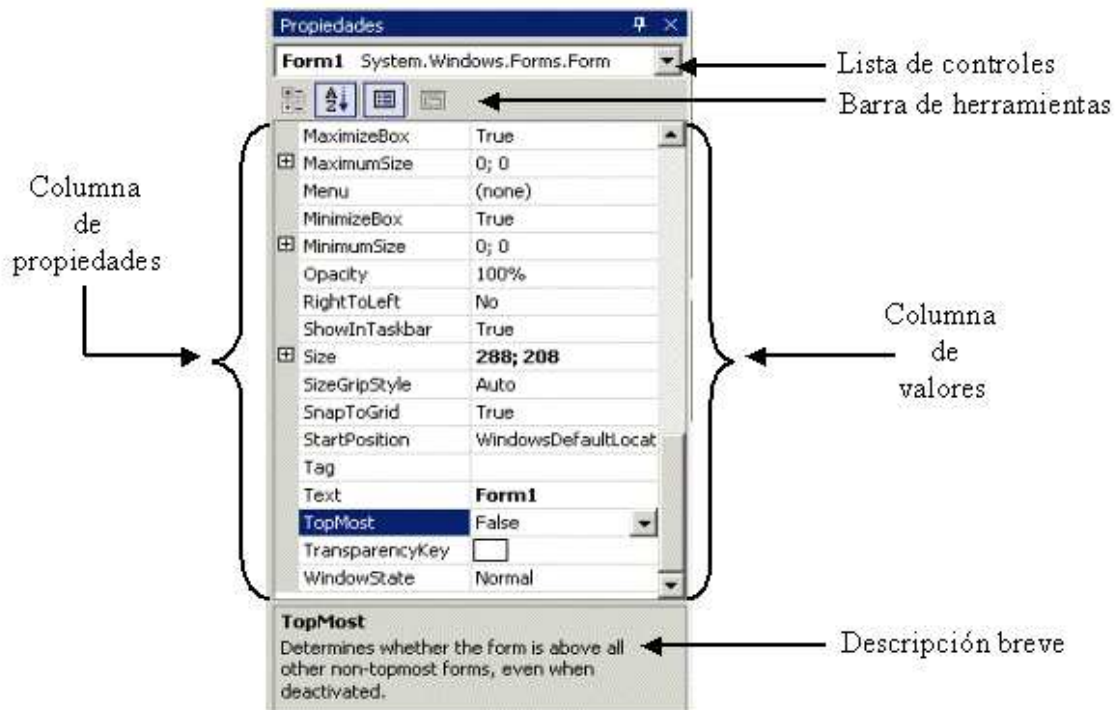 Propiedades
Form1 System.Windows.Forms.Form
Lista de controles
Barra de herramientas
MaximizeBox True
MaximumSize 0; 0
Menu (none)
MinimizeBox True
MinimumSize 0; 0
Opacity 100%
RightToLeft No
ShowInTaskbar True
Size 288; 208
SizeGripStyle Auto
SnapToGrid True
StartPosition WindowsDefaultLocat
Tag
Text Form1
TopMost False
TransparencyKey
WindowState Normal
Columna
de
propiedades
Columna
de
valores
TopMost
Determines whether the form is above all
other non-topmost forms, even when
deactivated.
Descripción breve